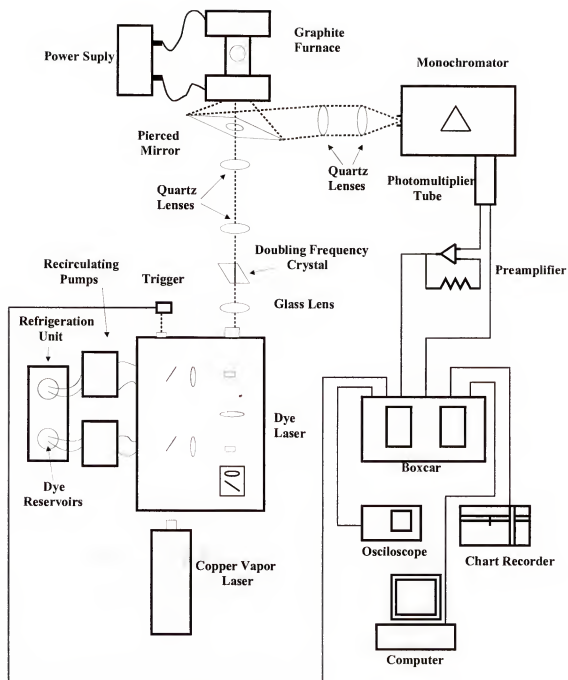 Power Suply
Graphite
Furnace
Monochromator
Pierced
Mirror
Quartz
Lenses
Photomultiplier
Tube
Quartz
Lenses
Doubling Frequency
Crystal
Preamplifier
Recirculating
Pumps
Trigger
Glass Lens
Refrigeration
Unit
Dye
Laser
Boxcar
Dye
Reservoirs
Osciloscope
Chart Recorder
Copper Vapor
Laser
Computer